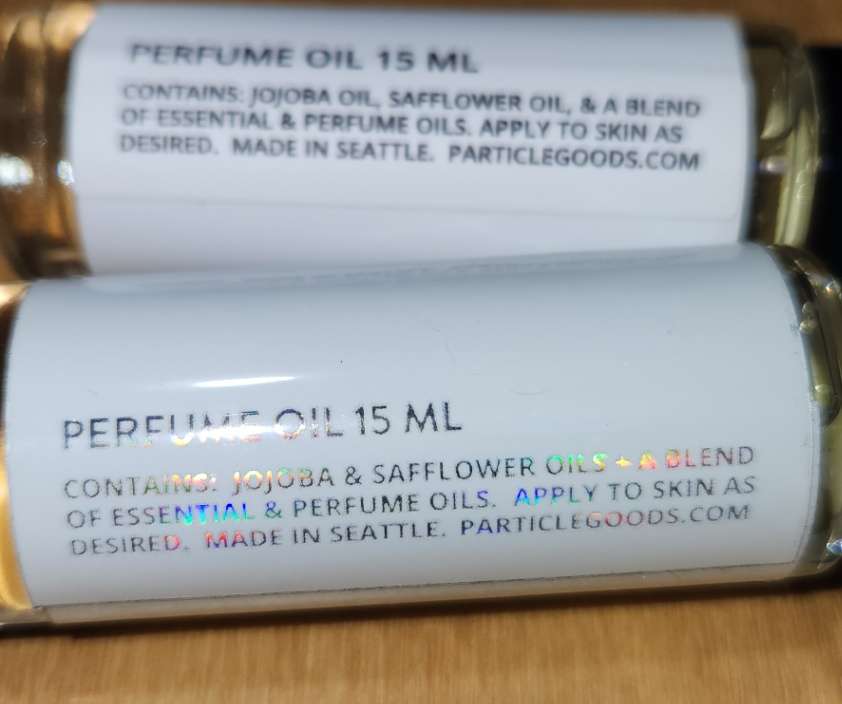 PERFUME OIL 15 ML
CONTAINS: JOJOBA OIL, SAFFLOWER OIL, & A BLEND
OF ESSENTIAL & PERFUME OILS. APPLY TO SKIN AS
DESIRED. MADE IN SEATTLE. PARTICLEGOODS.COM
PERFUME OIL 15 ML
CONTAINS: JOJOBA & SAFFLOWER OILS + A BLEND
OF ESSENTIAL & PERFUME OILS. APPLY TO SKIN AS
DESIRED. MADE IN SEATTLE. PARTICLEGOODS.COM